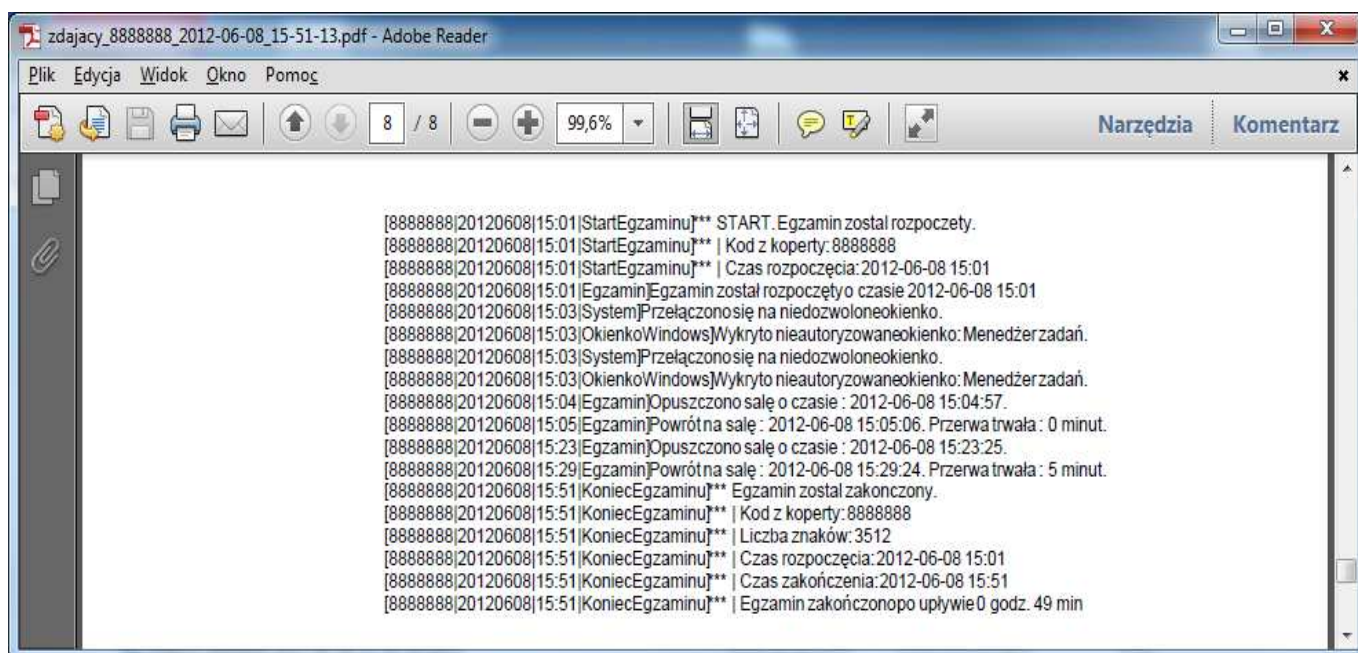 zdajacy_8888888_2012-06-08_15-51-13.pdf - Adobe Reader
Plik Edycja Widok Okno Pomoc
8 / 8 99,6% Narzędzia Komentarz
[8888888|20120608|15:01|StartEgzaminu]*** START. Egzamin zostal rozpoczety.
[8888888|20120608|15:01|StartEgzaminu]*** | Kod z koperty: 8888888
[8888888|20120608|15:01|StartEgzaminu]*** | Czas rozpoczęcia: 2012-06-08 15:01
[8888888|20120608|15:01|Egzamin]Egzamin został rozpoczęty o czasie 2012-06-08 15:01
[8888888|20120608|15:03|System]Przełączono się na niedozwolone okienko.
[8888888|20120608|15:03|OkienkoWindows]Wykryto nieautoryzowane okienko: Menedżer zadań.
[8888888|20120608|15:03|System]Przełączono się na niedozwolone okienko.
[8888888|20120608|15:03|OkienkoWindows]Wykryto nieautoryzowane okienko: Menedżer zadań.
[8888888|20120608|15:04|Egzamin]Opuszczono salę o czasie : 2012-06-08 15:04:57.
[8888888|20120608|15:05|Egzamin]Powrót na salę : 2012-06-08 15:05:06. Przerwa trwała : 0 minut.
[8888888|20120608|15:23|Egzamin]Opuszczono salę o czasie : 2012-06-08 15:23:25.
[8888888|20120608|15:29|Egzamin]Powrót na salę : 2012-06-08 15:29:24. Przerwa trwała : 5 minut.
[8888888|20120608|15:51|KoniecEgzaminu]*** Egzamin zostal zakonczony.
[8888888|20120608|15:51|KoniecEgzaminu]*** | Kod z koperty: 8888888
[8888888|20120608|15:51|KoniecEgzaminu]*** | Liczba znaków: 3512
[8888888|20120608|15:51|KoniecEgzaminu]*** | Czas rozpoczęcia: 2012-06-08 15:01
[8888888|20120608|15:51|KoniecEgzaminu]*** | Czas zakończenia: 2012-06-08 15:51
[8888888|20120608|15:51|KoniecEgzaminu]*** | Egzamin zakończono po upływie 0 godz. 49 min